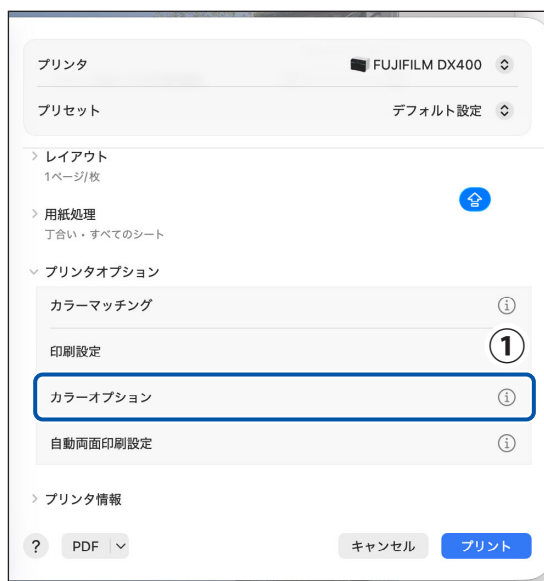 プリンタ
FUJIFILM DX400
プリセット
デフォルト設定
レイアウト
1ページ/枚
用紙処理
丁合い・すべてのシート
プリンタオプション
カラーマッチング
印刷設定
①
カラーオプション
自動両面印刷設定
プリンタ情報
? PDF キャンセル プリント